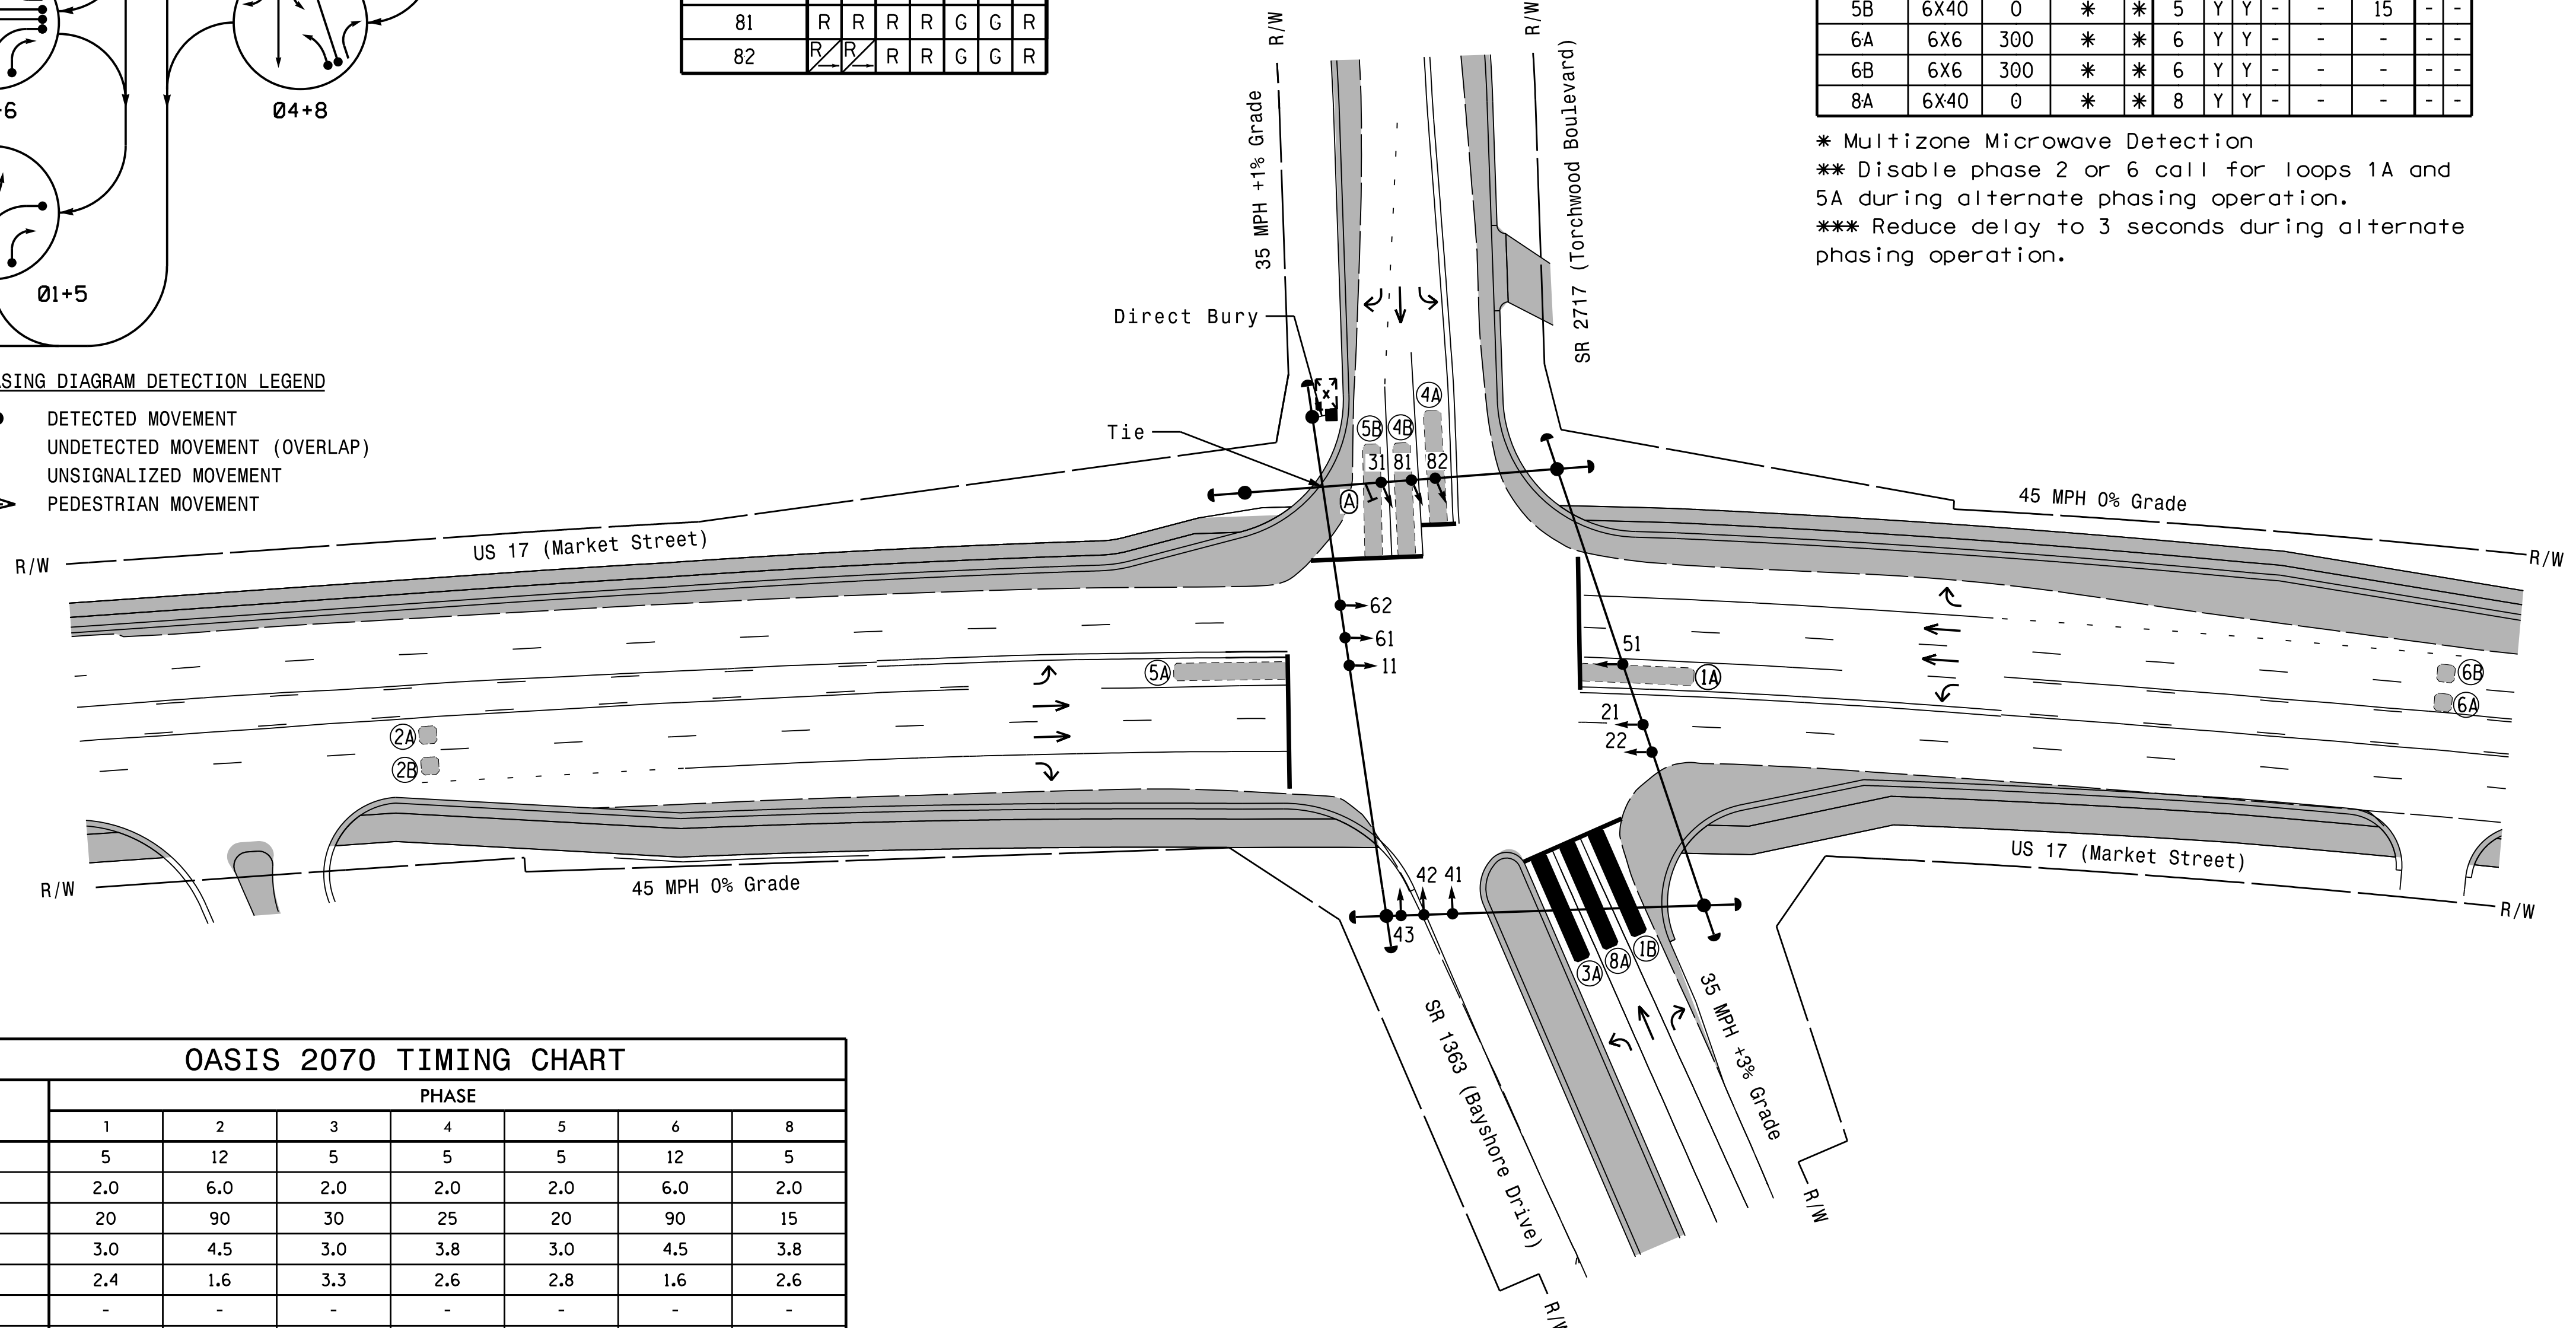 -6
Ø4+8
Ø1+5
81 R R R R G G R
82 R R R R G G R
5B 6X40 0 * * 5 Y Y - - 15 - -
6A 6X6 300 * * 6 Y Y - - - - -
6B 6X6 300 * * 6 Y Y - - - - -
8A 6X40 0 * * 8 Y Y - - - - -
* Multizone Microwave Detection
** Disable phase 2 or 6 call for loops 1A and
5A during alternate phasing operation.
*** Reduce delay to 3 seconds during alternate
phasing operation.
ASING DIAGRAM DETECTION LEGEND
DETECTED MOVEMENT
UNDETECTED MOVEMENT (OVERLAP)
UNSIGNALIZED MOVEMENT
PEDESTRIAN MOVEMENT
R/W
R/W
35 MPH +1% Grade
SR 2717 (Torchwood Boulevard)
Direct Bury
Tie
4A
5B 4B
31 81 82
A
45 MPH 0% Grade
US 17 (Market Street)
R/W
R/W
62
61
11
5A
51
1A
6B
6A
21
22
2A
2B
R/W
45 MPH 0% Grade
US 17 (Market Street)
R/W
42 41
43
3A 8A 1B
SR 1363 (Bayshore Drive)
35 MPH +3% Grade
R/W
R/W
OASIS 2070 TIMING CHART
PHASE
1 2 3 4 5 6 8
5 12 5 5 5 12 5
2.0 6.0 2.0 2.0 2.0 6.0 2.0
20 90 30 25 20 90 15
3.0 4.5 3.0 3.8 3.0 4.5 3.8
2.4 1.6 3.3 2.6 2.8 1.6 2.6
- - - - - - -